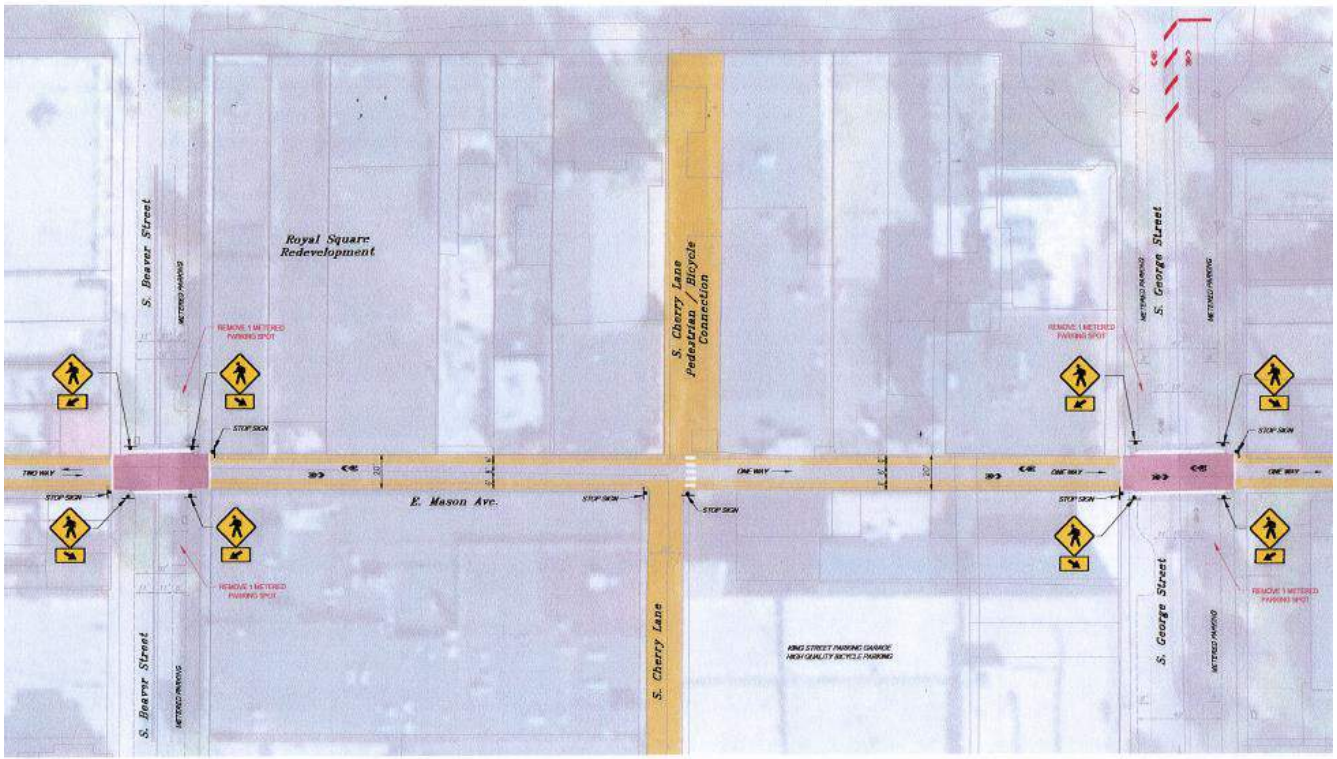 S. Beaver Street
METERED PARKING
Royal Square
Redevelopment
REMOVE 1 METERED
PARKING SPOT
S. Cherry Lane
Pedestrian / Bicycle
Connection
METERED PARKING
S. George Street
METERED PARKING
REMOVE 1 METERED
PARKING SPOT
STOP SIGN
STOP SIGN
TWO WAY
20'
ONE WAY
20'
ONE WAY
ONE WAY
STOP SIGN
E. Mason Ave.
STOP SIGN
STOP SIGN
STOP SIGN
REMOVE 1 METERED
PARKING SPOT
REMOVE 1 METERED
PARKING SPOT
S. Beaver Street
METERED PARKING
S. Cherry Lane
KING STREET PARKING GARAGE
HIGH QUALITY BICYCLE PARKING
S. George Street
METERED PARKING